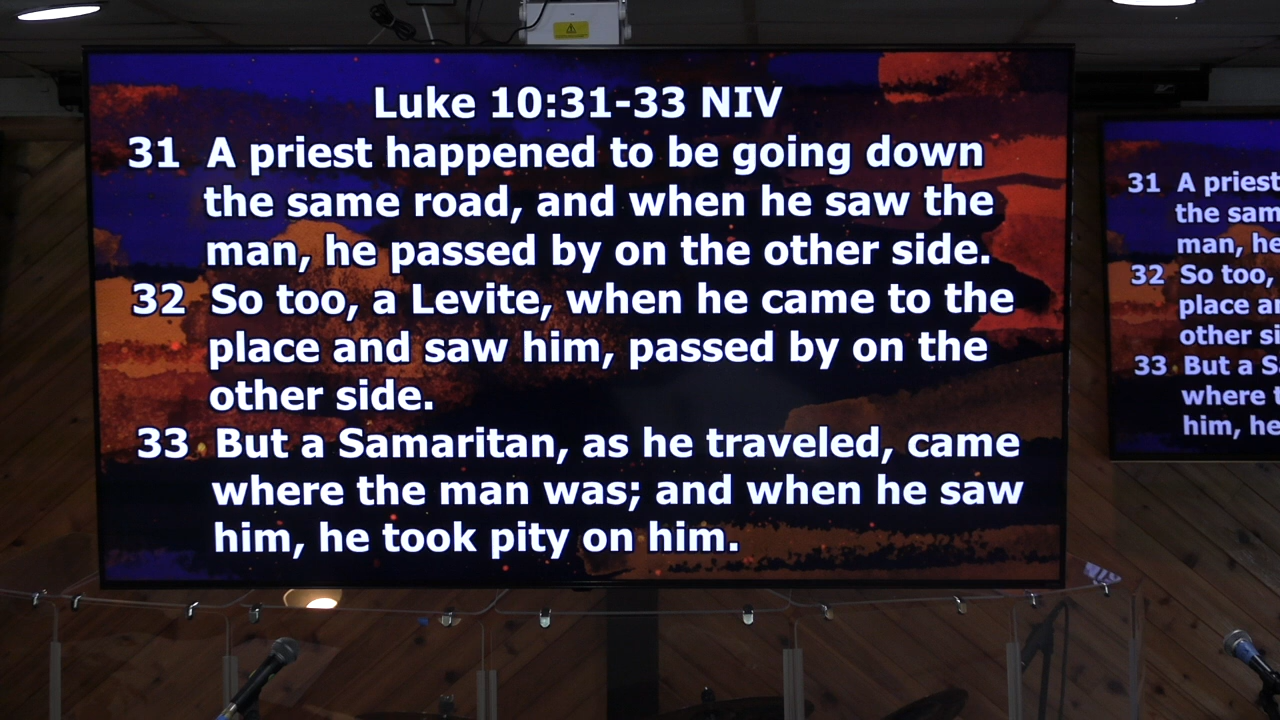 Luke 10:31-33 NIV
31 A priest happened to be going down
the same road, and when he saw the
man, he passed by on the other side.
32 So too, a Levite, when he came to the
place and saw him, passed by on the
other side.
33 But a Samaritan, as he traveled, came
where the man was; and when he saw
him, he took pity on him.
31 A priest
the sam
man, he
32 So too,
place a
other si
33 But a S
where t
him, he